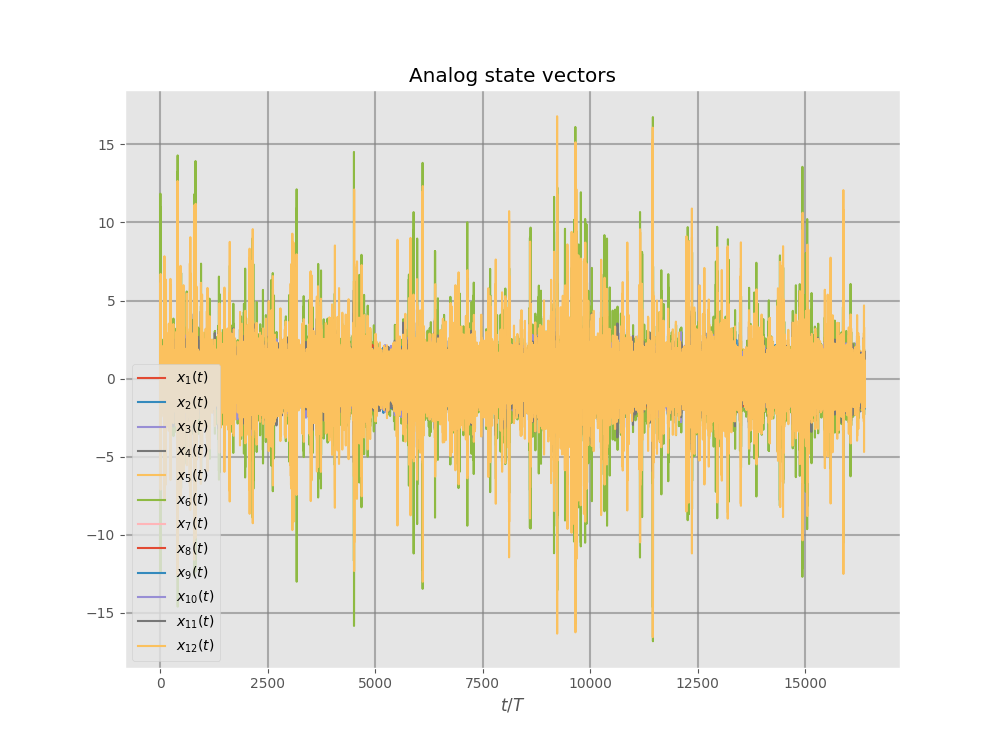 Analog state vectors
15
10
5
0
−5
−10
−15
x₁(t)
x₂(t)
x₃(t)
x₄(t)
x₅(t)
x₆(t)
x₇(t)
x₈(t)
x₉(t)
x₁₀(t)
x₁₁(t)
x₁₂(t)
0 2500 5000 7500 10000 12500 15000
t/T